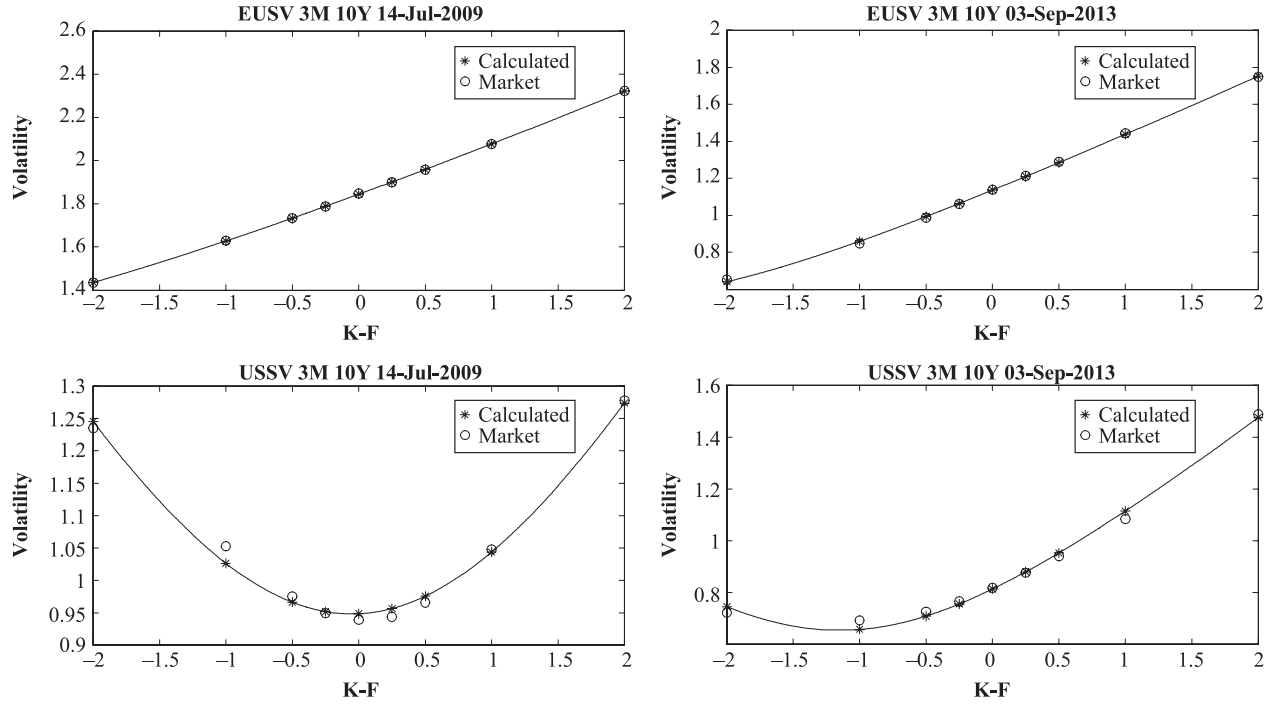 EUSV 3M 10Y 14-Jul-2009
2.6
2.4
2.2
2
1.8
1.6
1.4
Volatility
Calculated
Market
–2 –1 –0.5 0 0.5 1 1.5 2
K-F
EUSV 3M 10Y 03-Sep-2013
2
1.8
1.6
1.4
1.2
1
0.8
Volatility
Calculated
Market
–2 –1 –1 –0.5 0 0.5 1 1.5 2
K-F
USSV 3M 10Y 14-Jul-2009
1.3
1.25
1.2
1.15
1.1
1.05
1
0.95
0.9
Volatility
Calculated
Market
–2 –1 –1 –0.5 0 0.5 1 1.5 2
K-F
USSV 3M 10Y 03-Sep-2013
1.6
1.4
1.2
1
0.8
Volatility
Calculated
Market
–2 –1 –1 –0.5 0 0.5 1 1.5 2
K-F